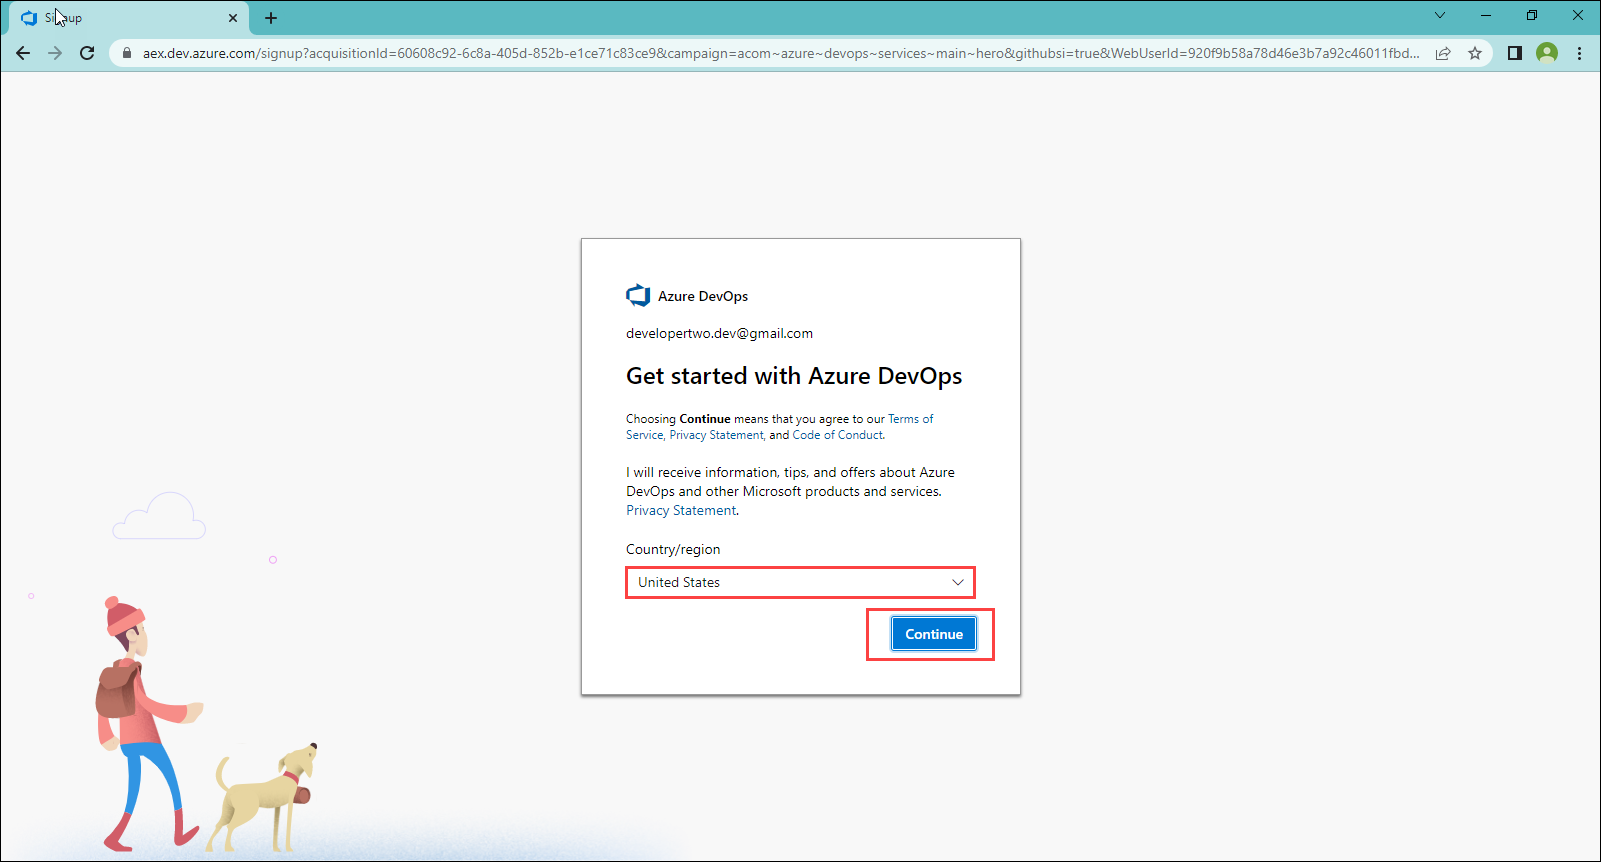 aex.dev.azure.com/signup?acquisitionId=60608c92-6c8a-405d-852b-e1ce71c83ce9&campaign=acom~azure~devops~services~main~hero&githubsi=true&WebUserId=920f9b58a78d46e3b7a92c46011fbd...
Azure DevOps
developertwo.dev@gmail.com
Get started with Azure DevOps
Choosing Continue means that you agree to our Terms of
Service, Privacy Statement, and Code of Conduct.
I will receive information, tips, and offers about Azure
DevOps and other Microsoft products and services.
Privacy Statement.
Country/region
United States
Continue